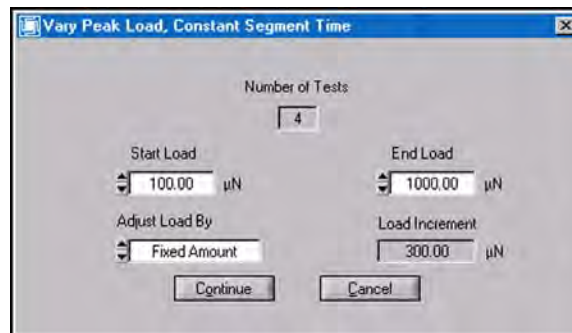 Vary Peak Load, Constant Segment Time
Number of Tests
4
Start Load End Load
100.00 µN 1000.00 µN
Adjust Load By Load Increment
Fixed Amount 300.00 µN
Continue Cancel